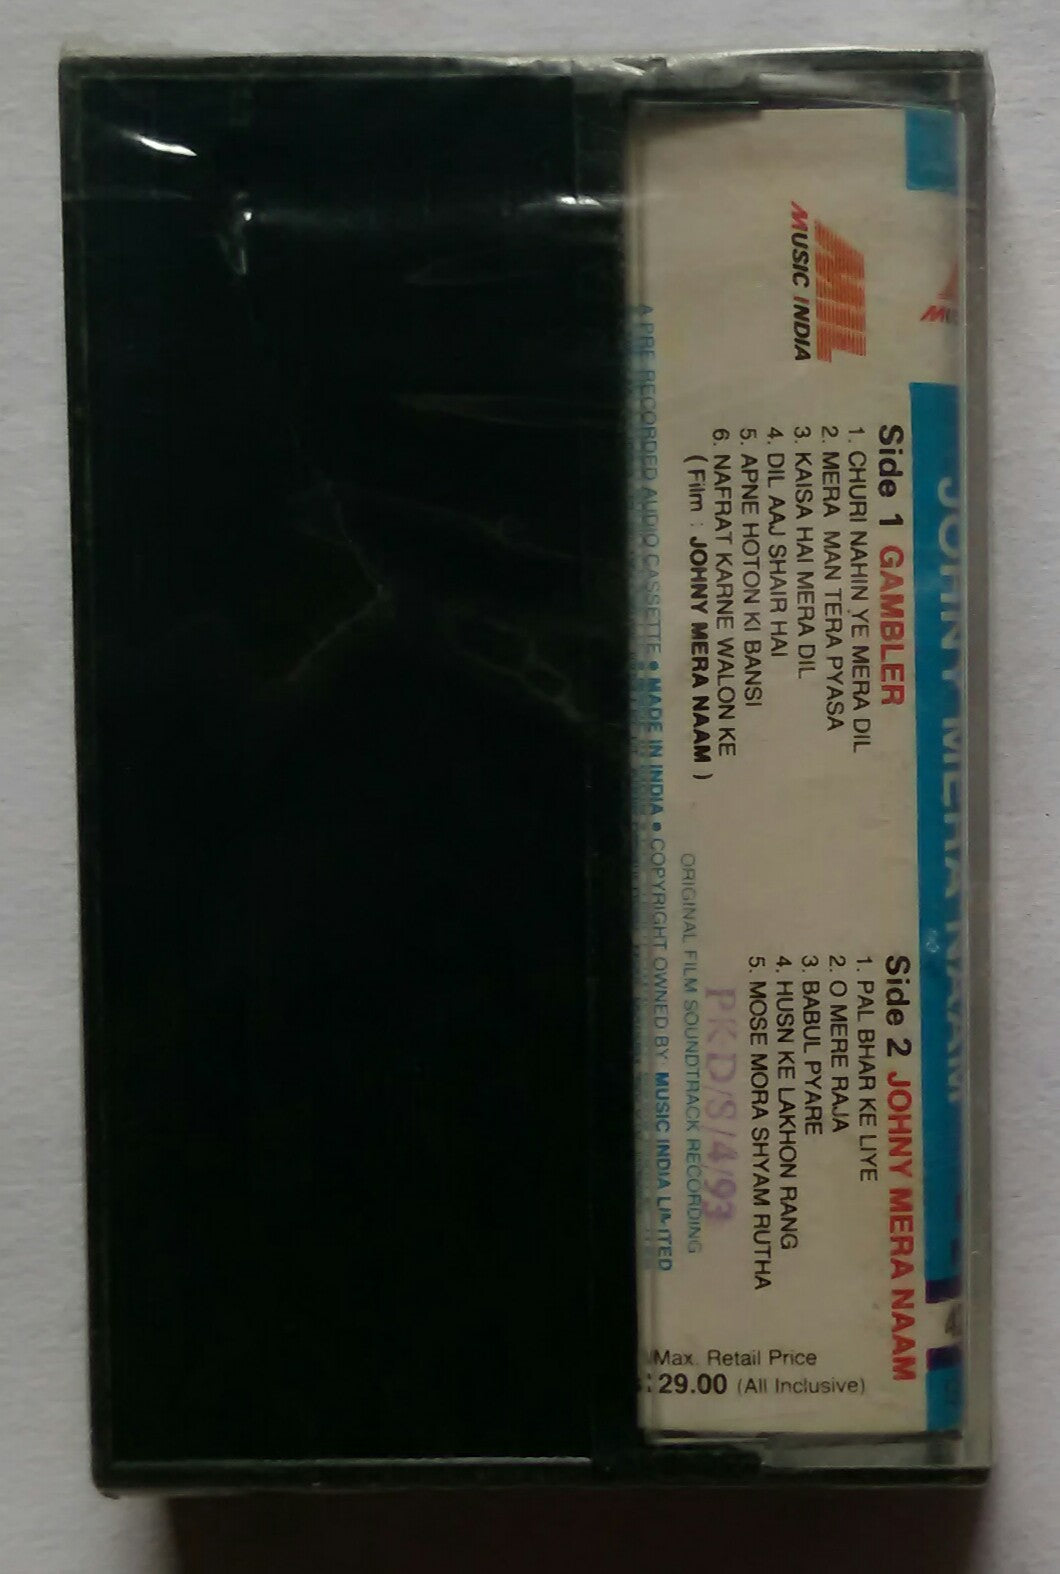 MUSIC INDIA
MIL
Side 1 GAMBLER
1. CHURI NAHIN YE MERA DIL
2. MERA MAN TERA PYASA
3. KAISA HAI MERA DIL
4. DIL AAJ SHAIR HAI
5. APNE HOTON KI BANSI
6. NAFRAT KARNE WALON KE
( Film : JOHNY MERA NAAM )
Side 2 JOHNY MERA NAAM
1. PAL BHAR KE LIYE
2. O MERE RAJA
3. BABUL PYARE
4. HUSN KE LAKHON RANG
5. MOSE MORA SHYAM RUTHA
PKD/S/4/93
ORIGINAL FILM SOUNDTRACK RECORDING
A PRE RECORDED AUDIO CASSETTE • MADE IN INDIA • COPYRIGHT OWNED BY MUSIC INDIA LIMITED
Max. Retail Price
: 29.00 (All Inclusive)
JOHNY MERA NAAM